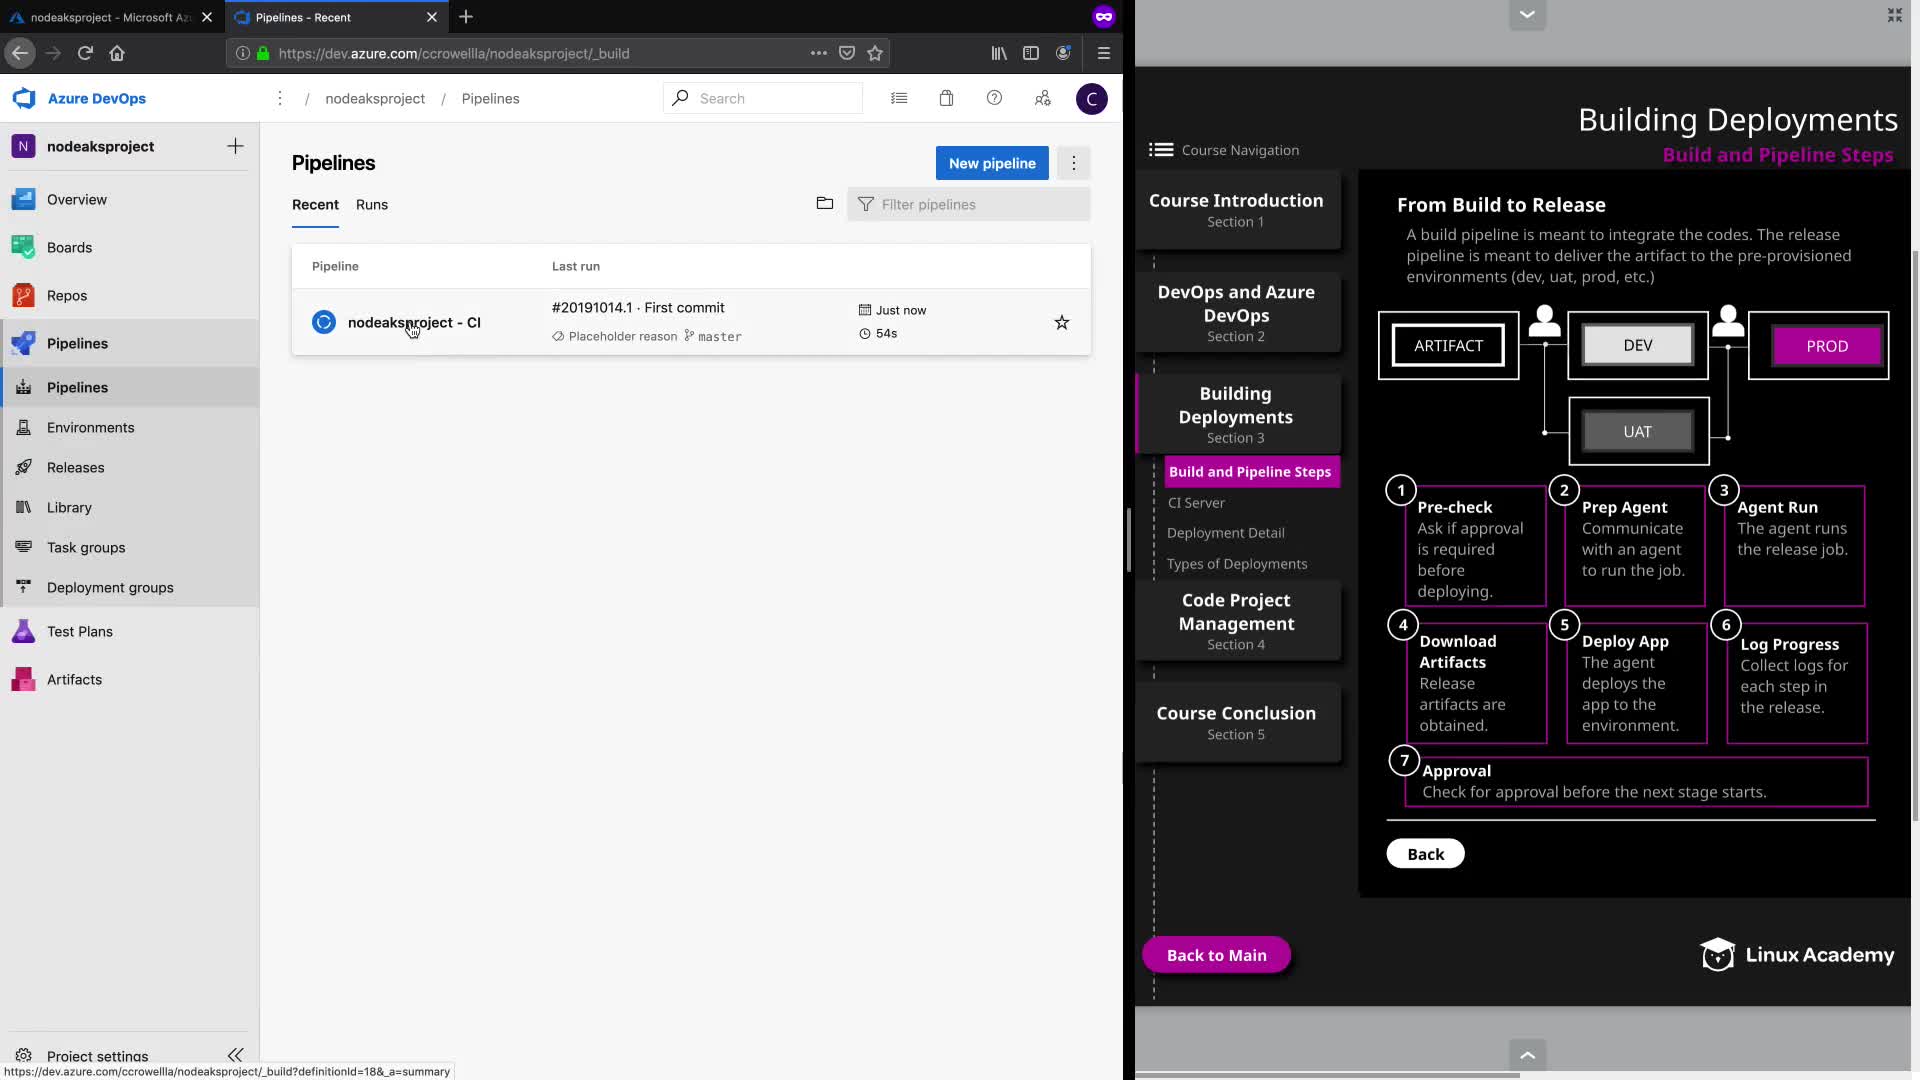 nodeaksproject - Microsoft Az
Pipelines - Recent
https://dev.azure.com/ccrowellla/nodeaksproject/_build
Azure DevOps
/ nodeaksproject / Pipelines
Search
C
N nodeaksproject
Overview
Boards
Repos
Pipelines
Pipelines
Environments
Releases
Library
Task groups
Deployment groups
Test Plans
Artifacts
Project settings
https://dev.azure.com/ccrowellla/nodeaksproject/_build?definitionId=18&_a=summary
Pipelines
New pipeline
Recent Runs
Filter pipelines
Pipeline Last run
nodeaksproject - CI
#20191014.1 · First commit
Placeholder reason master
Just now
54s
Building Deployments
Build and Pipeline Steps
Course Navigation
Course Introduction
Section 1
DevOps and Azure
DevOps
Section 2
Building
Deployments
Section 3
Build and Pipeline Steps
CI Server
Deployment Detail
Types of Deployments
Code Project
Management
Section 4
Course Conclusion
Section 5
Back to Main
From Build to Release
A build pipeline is meant to integrate the codes. The release
pipeline is meant to deliver the artifact to the pre-provisioned
environments (dev, uat, prod, etc.)
ARTIFACT
DEV
PROD
UAT
1
Pre-check
Ask if approval
is required
before
deploying.
2
Prep Agent
Communicate
with an agent
to run the job.
3
Agent Run
The agent runs
the release job.
4
Download
Artifacts
Release
artifacts are
obtained.
5
Deploy App
The agent
deploys the
app to the
environment.
6
Log Progress
Collect logs for
each step in
the release.
7
Approval
Check for approval before the next stage starts.
Back
Linux Academy